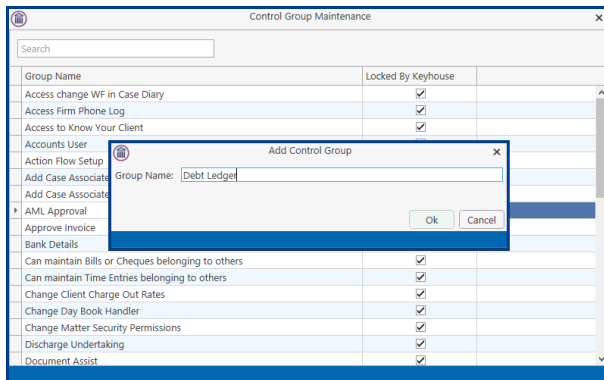 Control Group Maintenance
Search
Group Name Locked By Keyhouse
Access change WF in Case Diary
Access Firm Phone Log
Access to Know Your Client
Accounts User
Add Control Group
Action Flow Setup
Group Name: Debt Ledger
Add Case Associate
Add Case Associate
AML Approval
Approve Invoice
Ok Cancel
Bank Details
Can maintain Bills or Cheques belonging to others
Can maintain Time Entries belonging to others
Change Client Charge Out Rates
Change Day Book Handler
Change Matter Security Permissions
Discharge Undertaking
Document Assist